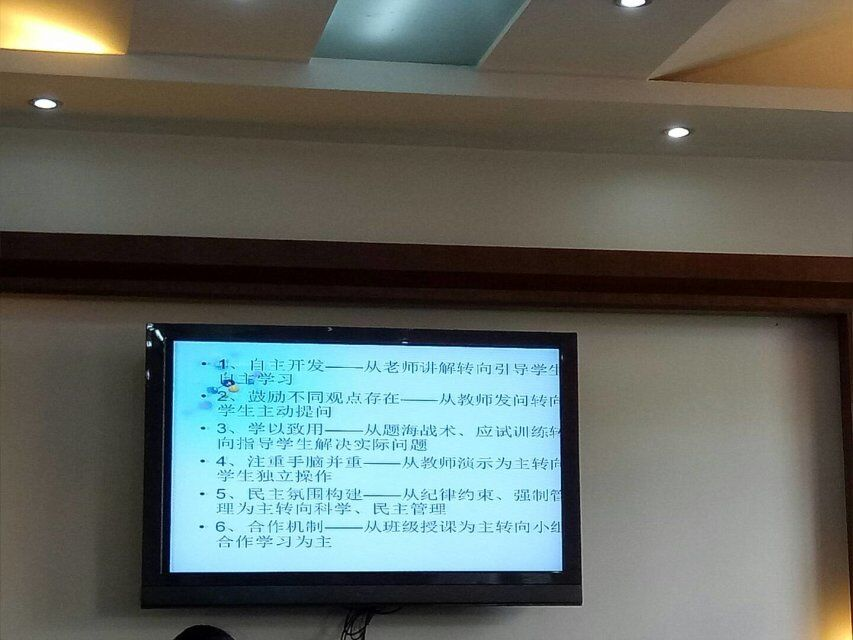 • 1、自主开发——从老师讲解转向引导学生
自主学习
• 2、鼓励不同观点存在——从教师发问转向
学生主动提问
• 3、学以致用——从题海战术、应试训练转
向指导学生解决实际问题
• 4、注重手脑并重——从教师演示为主转向
学生独立操作
• 5、民主氛围构建——从纪律约束、强制管
理为主转向科学、民主管理
• 6、合作机制——从班级授课为主转向小组
合作学习为主